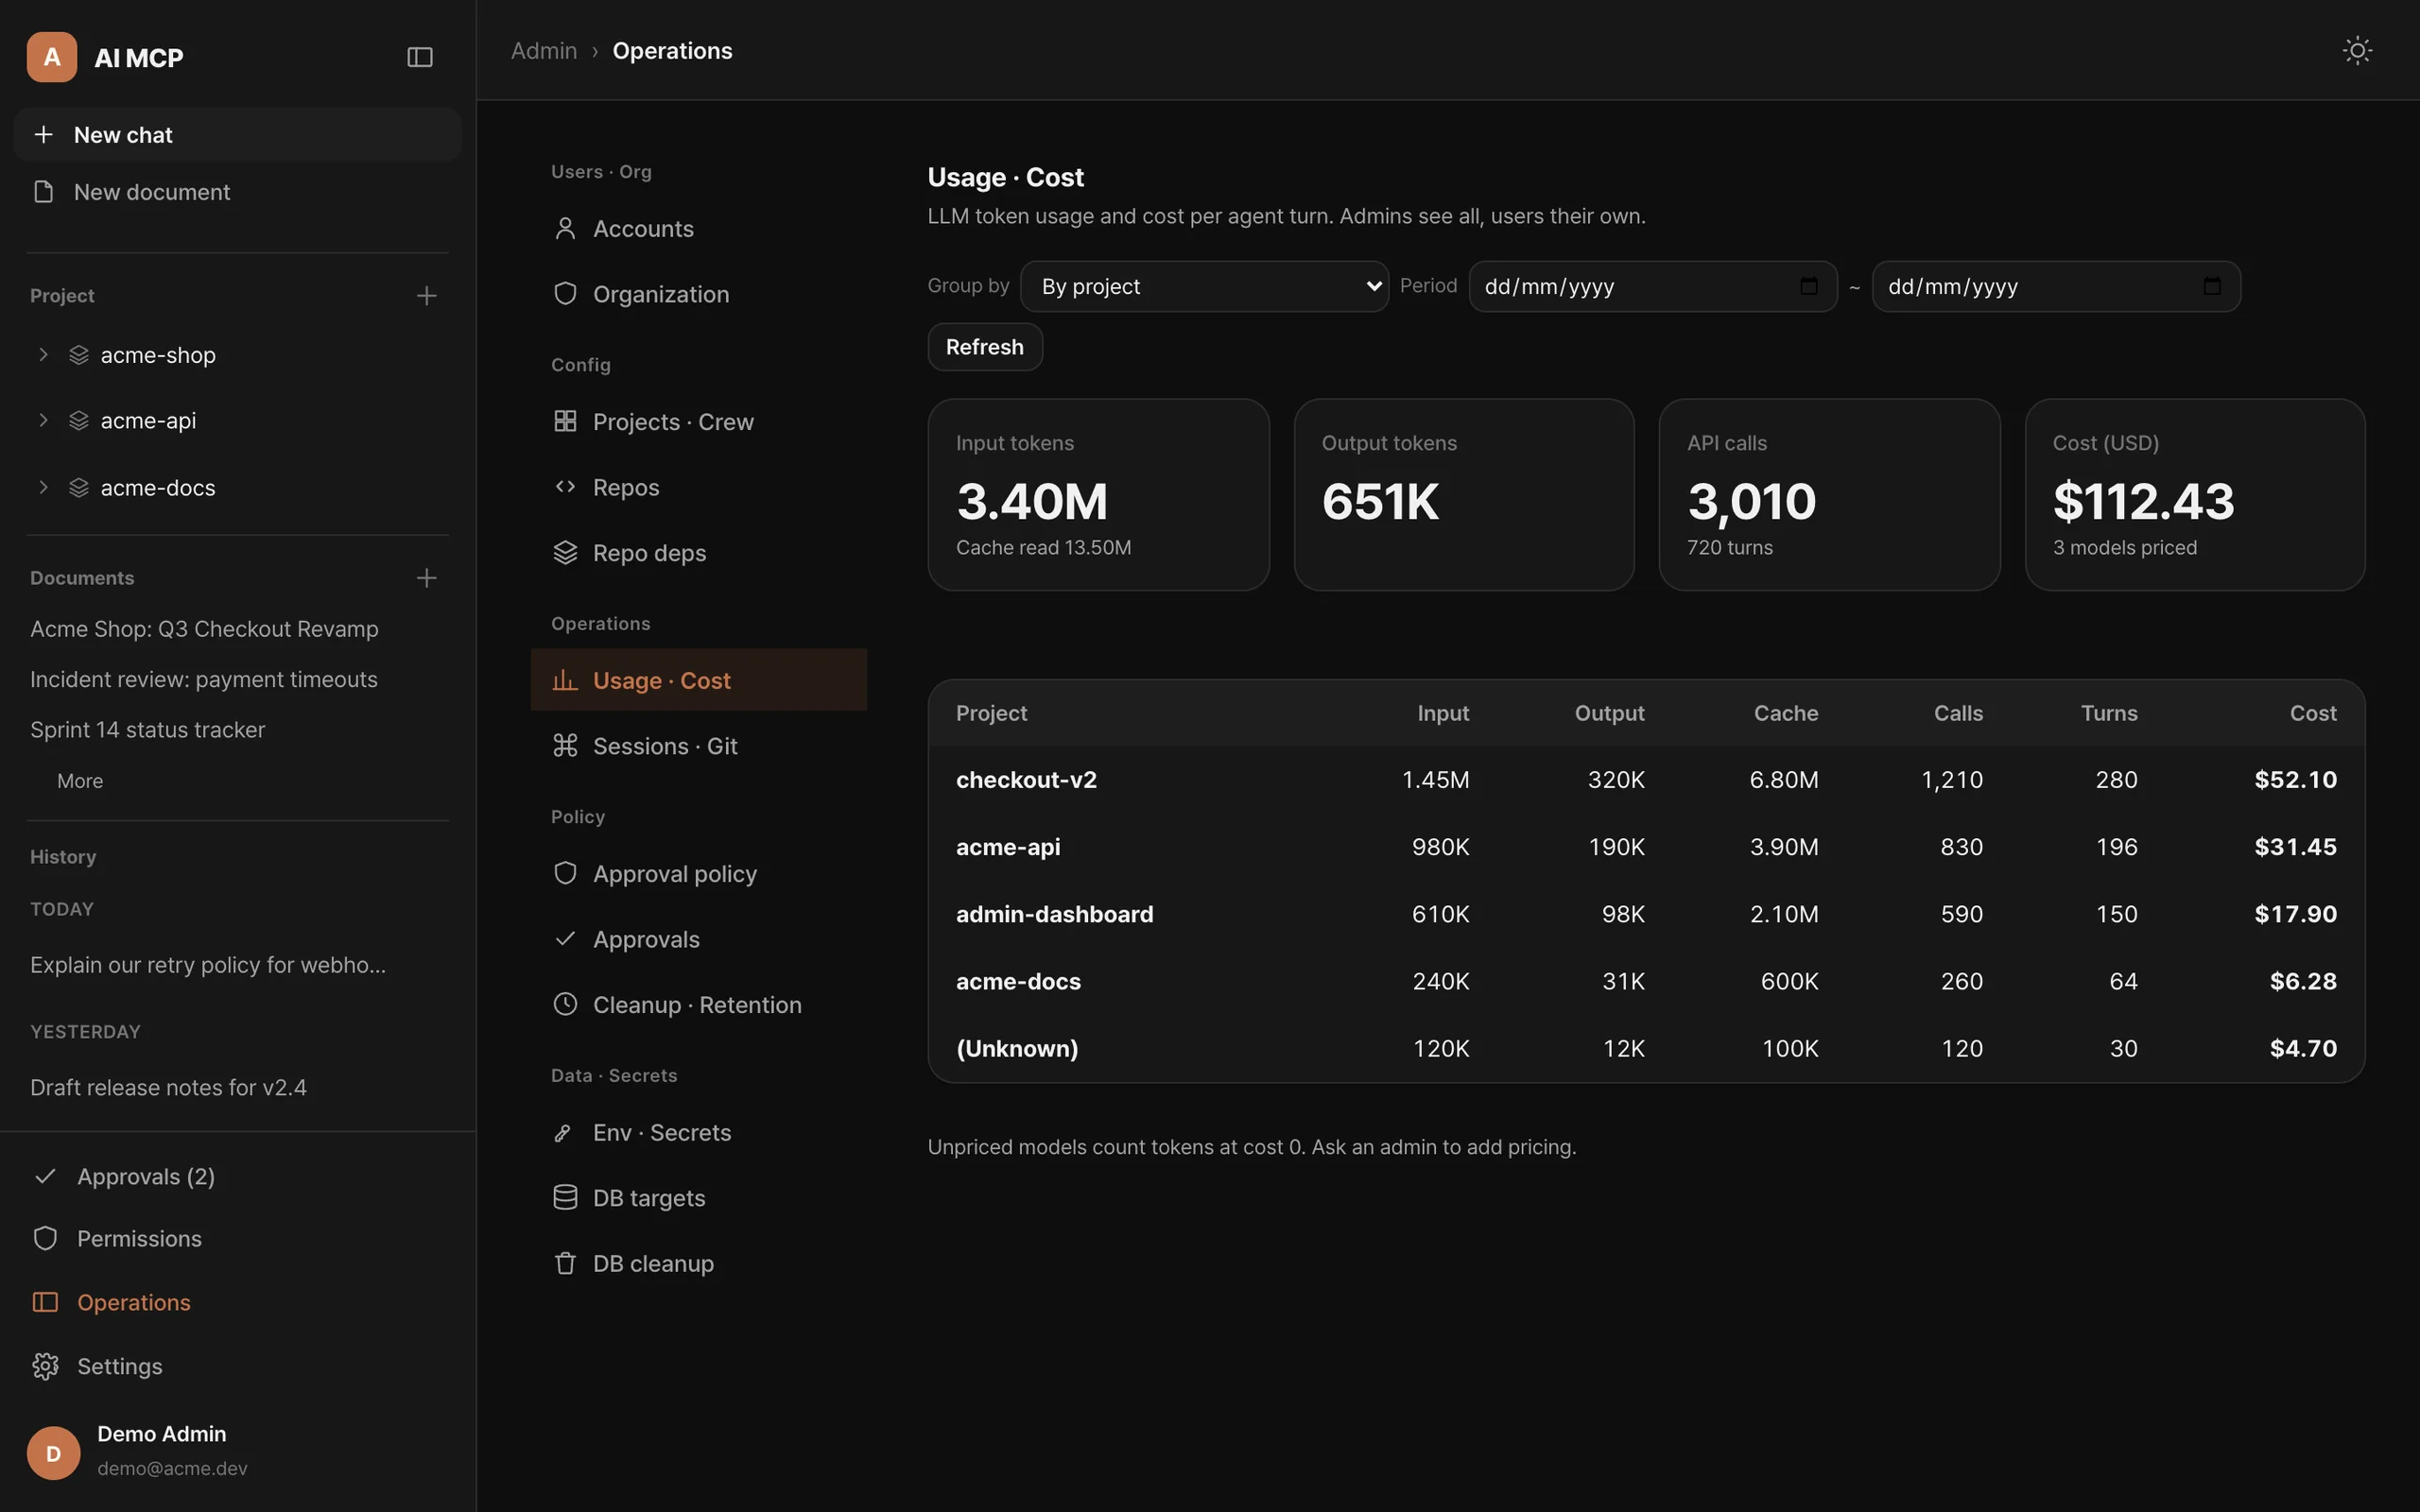 A AI MCP
New chat
New document
Project
acme-shop
acme-api
acme-docs
Documents
Acme Shop: Q3 Checkout Revamp
Incident review: payment timeouts
Sprint 14 status tracker
More
History
TODAY
Explain our retry policy for webho...
YESTERDAY
Draft release notes for v2.4
Approvals (2)
Permissions
Operations
Settings
D
Demo Admin
demo@acme.dev
Admin › Operations
Users · Org
Accounts
Organization
Config
Projects · Crew
Repos
Repo deps
Operations
Usage · Cost
Sessions · Git
Policy
Approval policy
Approvals
Cleanup · Retention
Data · Secrets
Env · Secrets
DB targets
DB cleanup
Usage · Cost
LLM token usage and cost per agent turn. Admins see all, users their own.
Group by By project Period dd/mm/yyyy ~ dd/mm/yyyy
Refresh
Input tokens
3.40M
Cache read 13.50M
Output tokens
651K
API calls
3,010
720 turns
Cost (USD)
$112.43
3 models priced
Project Input Output Cache Calls Turns Cost
checkout-v2 1.45M 320K 6.80M 1,210 280 $52.10
acme-api 980K 190K 3.90M 830 196 $31.45
admin-dashboard 610K 98K 2.10M 590 150 $17.90
acme-docs 240K 31K 600K 260 64 $6.28
(Unknown) 120K 12K 100K 120 30 $4.70
Unpriced models count tokens at cost 0. Ask an admin to add pricing.